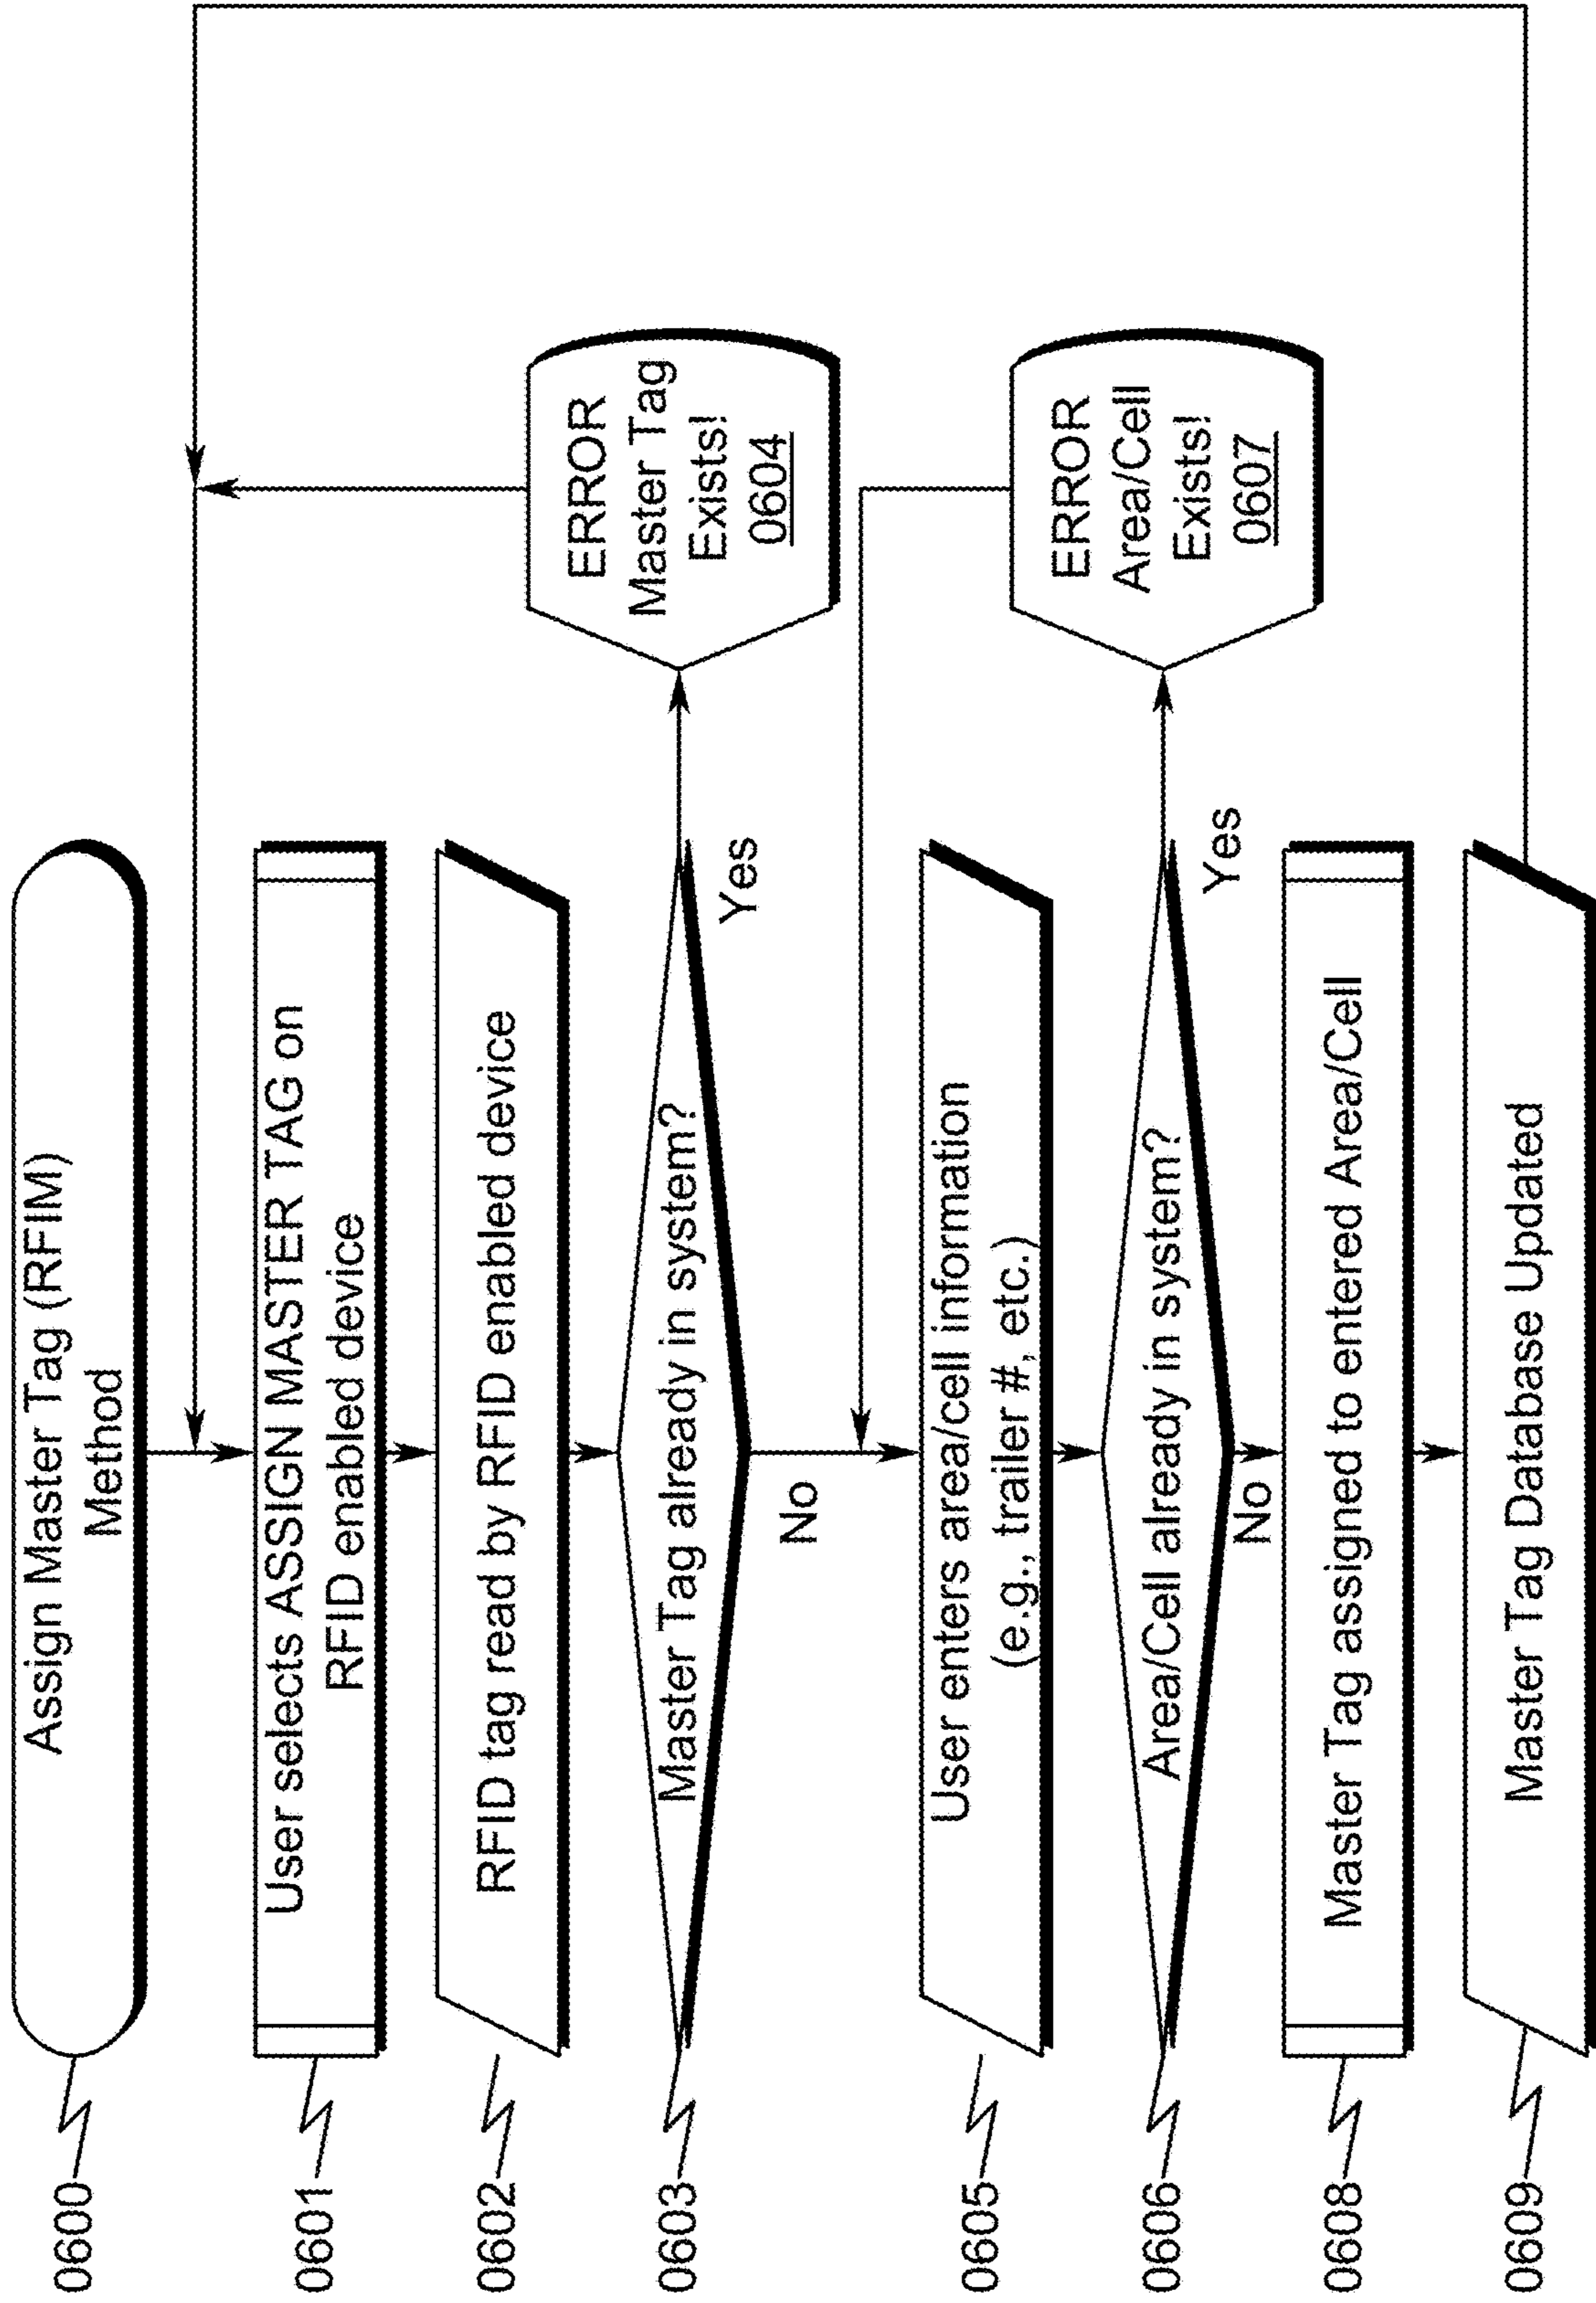 0600
Assign Master Tag (RFIM)
Method
0601
User selects ASSIGN MASTER TAG on
RFID enabled device
0602
RFID tag read by RFID enabled device
0603
Master Tag already in system?
Yes
No
ERROR
Master Tag
Exists!
0604
0605
User enters area/cell information
(e.g., trailer #, etc.)
0606
Area/Cell already in system?
Yes
No
ERROR
Area/Cell
Exists!
0607
0608
Master Tag assigned to entered Area/Cell
0609
Master Tag Database Updated